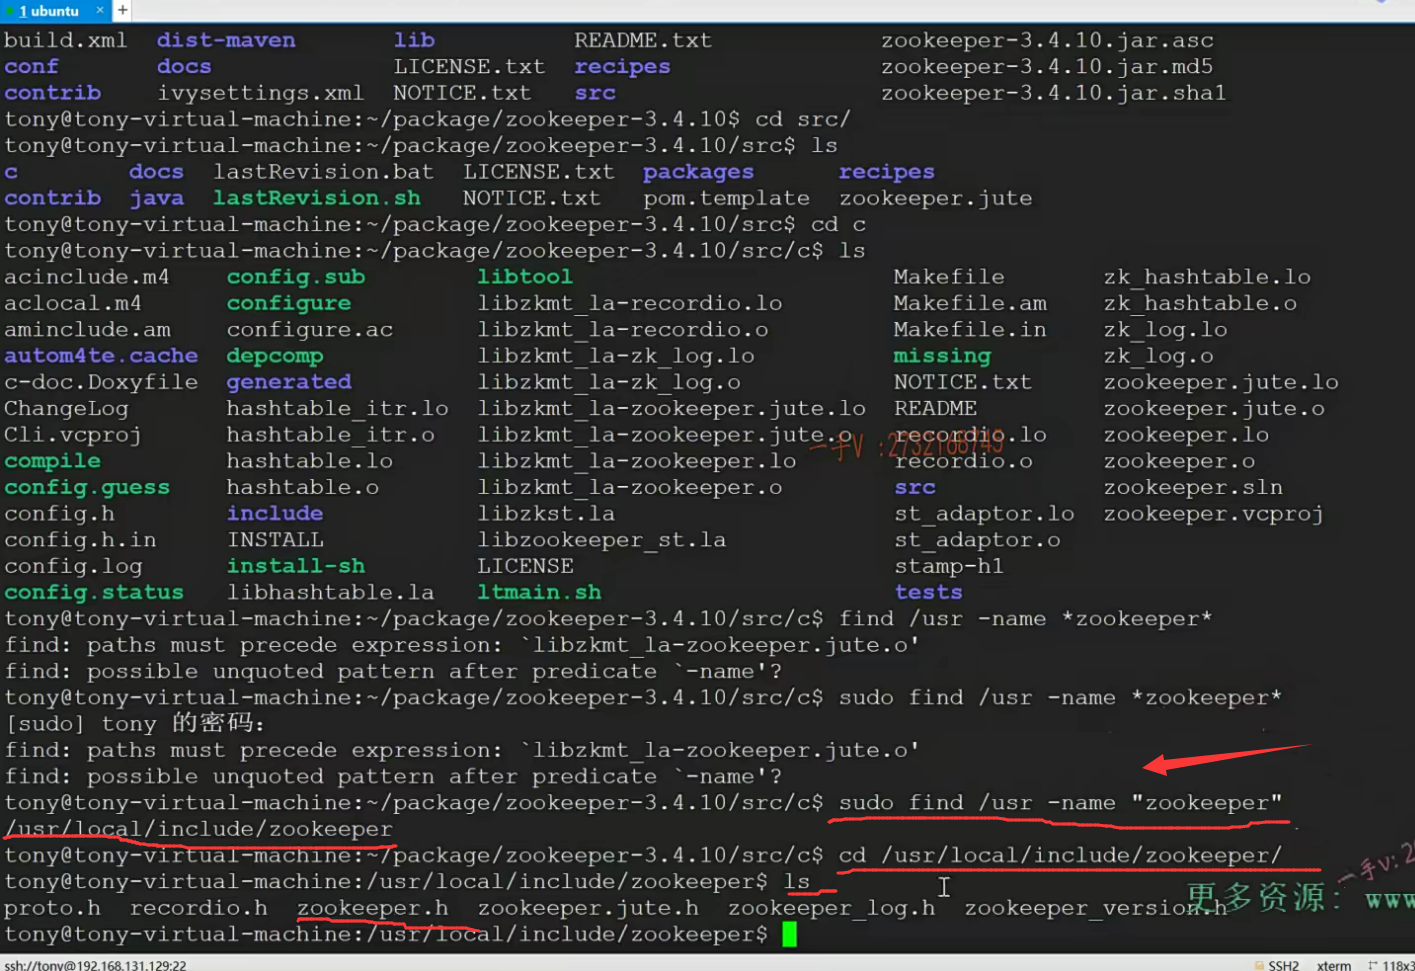 1 ubuntu × +
build.xml dist-maven lib README.txt zookeeper-3.4.10.jar.asc
conf docs LICENSE.txt recipes zookeeper-3.4.10.jar.md5
contrib ivysettings.xml NOTICE.txt src zookeeper-3.4.10.jar.sha1
tony@tony-virtual-machine:~/package/zookeeper-3.4.10$ cd src/
tony@tony-virtual-machine:~/package/zookeeper-3.4.10/src$ ls
c docs lastRevision.bat LICENSE.txt packages recipes
contrib java lastRevision.sh NOTICE.txt pom.template zookeeper.jute
tony@tony-virtual-machine:~/package/zookeeper-3.4.10/src$ cd c
tony@tony-virtual-machine:~/package/zookeeper-3.4.10/src/c$ ls
acinclude.m4 config.sub libtool Makefile zk_hashtable.lo
aclocal.m4 configure libzkmt_la-recordio.lo Makefile.am zk_hashtable.o
aminclude.am configure.ac libzkmt_la-recordio.o Makefile.in zk_log.lo
autom4te.cache depcomp libzkmt_la-zk_log.lo missing zk_log.o
c-doc.Doxyfile generated libzkmt_la-zk_log.o NOTICE.txt zookeeper.jute.lo
ChangeLog hashtable_itr.lo libzkmt_la-zookeeper.jute.lo README zookeeper.jute.o
Cli.vcproj hashtable_itr.o libzkmt_la-zookeeper.jute.o recordio.lo zookeeper.lo
一手V :2732168745
compile hashtable.lo libzkmt_la-zookeeper.lo recordio.o zookeeper.o
config.guess hashtable.o libzkmt_la-zookeeper.o src zookeeper.sln
config.h include libzkst.la st_adaptor.lo zookeeper.vcproj
config.h.in INSTALL libzookeeper_st.la st_adaptor.o
config.log install-sh LICENSE stamp-h1
config.status libhashtable.la ltmain.sh tests
tony@tony-virtual-machine:~/package/zookeeper-3.4.10/src/c$ find /usr -name *zookeeper*
find: paths must precede expression: `libzkmt_la-zookeeper.jute.o'
find: possible unquoted pattern after predicate `-name'?
tony@tony-virtual-machine:~/package/zookeeper-3.4.10/src/c$ sudo find /usr -name *zookeeper*
[sudo] tony 的密码：
find: paths must precede expression: `libzkmt_la-zookeeper.jute.o'
find: possible unquoted pattern after predicate `-name'?
tony@tony-virtual-machine:~/package/zookeeper-3.4.10/src/c$ sudo find /usr -name "zookeeper"
/usr/local/include/zookeeper
tony@tony-virtual-machine:~/package/zookeeper-3.4.10/src/c$ cd /usr/local/include/zookeeper/
tony@tony-virtual-machine:/usr/local/include/zookeeper$ ls
一手V:2
更多资源: www
proto.h recordio.h zookeeper.h zookeeper.jute.h zookeeper_log.h zookeeper_version.h
tony@tony-virtual-machine:/usr/local/include/zookeeper$
ssh://tony@192.168.131.129:22 SSH2 xterm 118x3